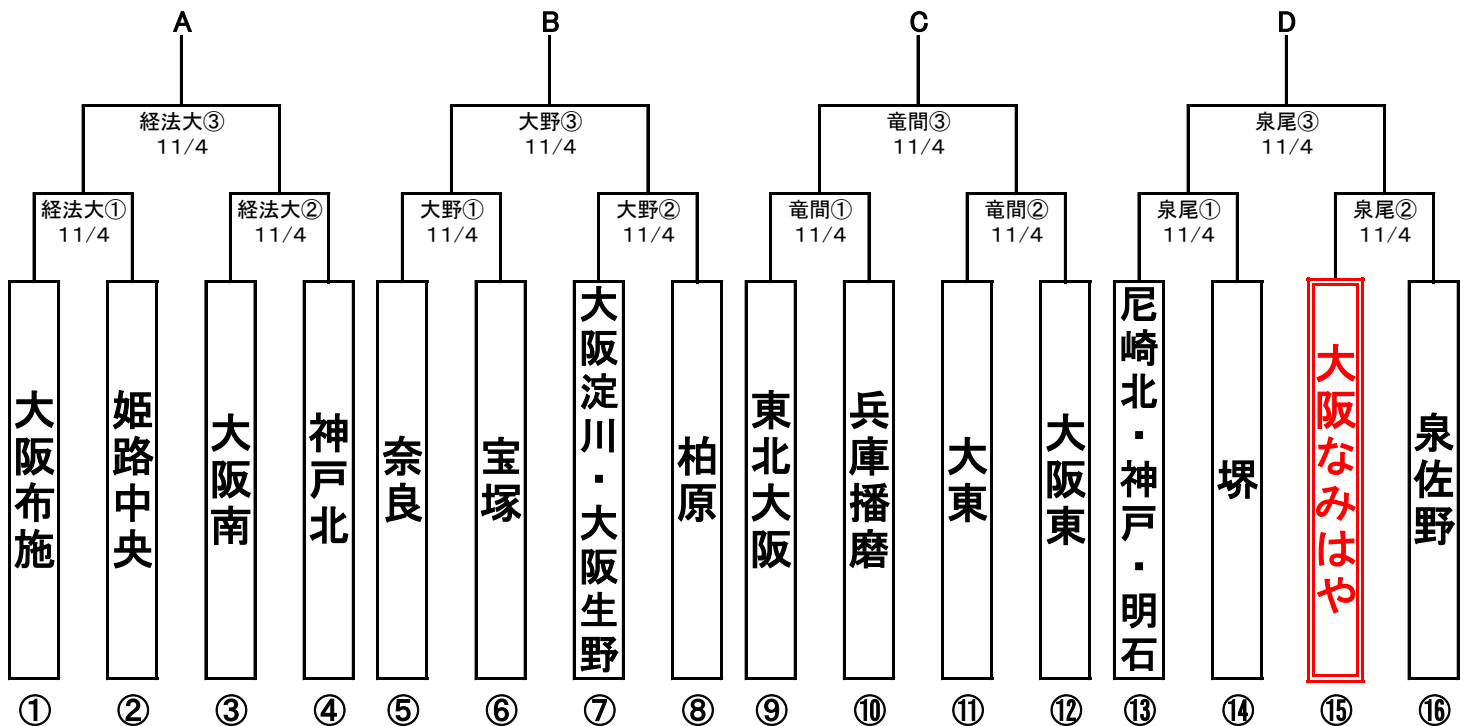 A
B
C
D
経法大③
11/4
大野③
11/4
竜間③
11/4
泉尾③
11/4
経法大①
11/4
経法大②
11/4
大野①
11/4
大野②
11/4
竜間①
11/4
竜間②
11/4
泉尾①
11/4
泉尾②
11/4
大阪布施
姫路中央
大阪南
神戸北
奈良
宝塚
大阪淀川・大阪生野
柏原
東北大阪
兵庫播磨
大東
大阪東
尼崎北・神戸・明石
堺
大阪なみはや
泉佐野
①
②
③
④
⑤
⑥
⑦
⑧
⑨
⑩
⑪
⑫
⑬
⑭
⑮
⑯